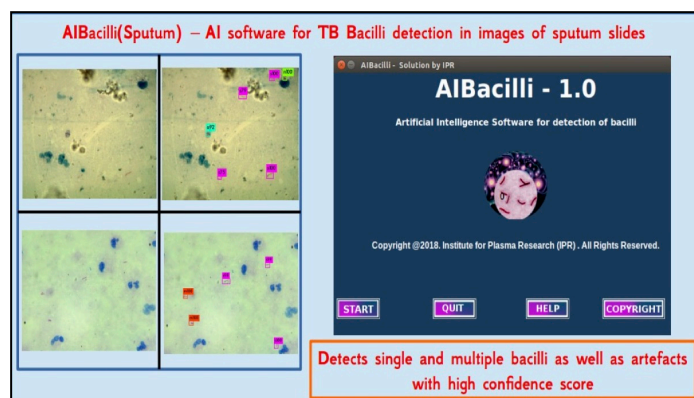 AIBacilli(Sputum) – AI software for TB Bacilli detection in images of sputum slides
AIBacilli - Solution by IPR
AIBacilli - 1.0
Artificial Intelligence Software for detection of bacilli
Copyright @2018. Institute for Plasma Research (IPR) . All Rights Reserved.
START
QUIT
HELP
COPYRIGHT
Detects single and multiple bacilli as well as artefacts
with high confidence score